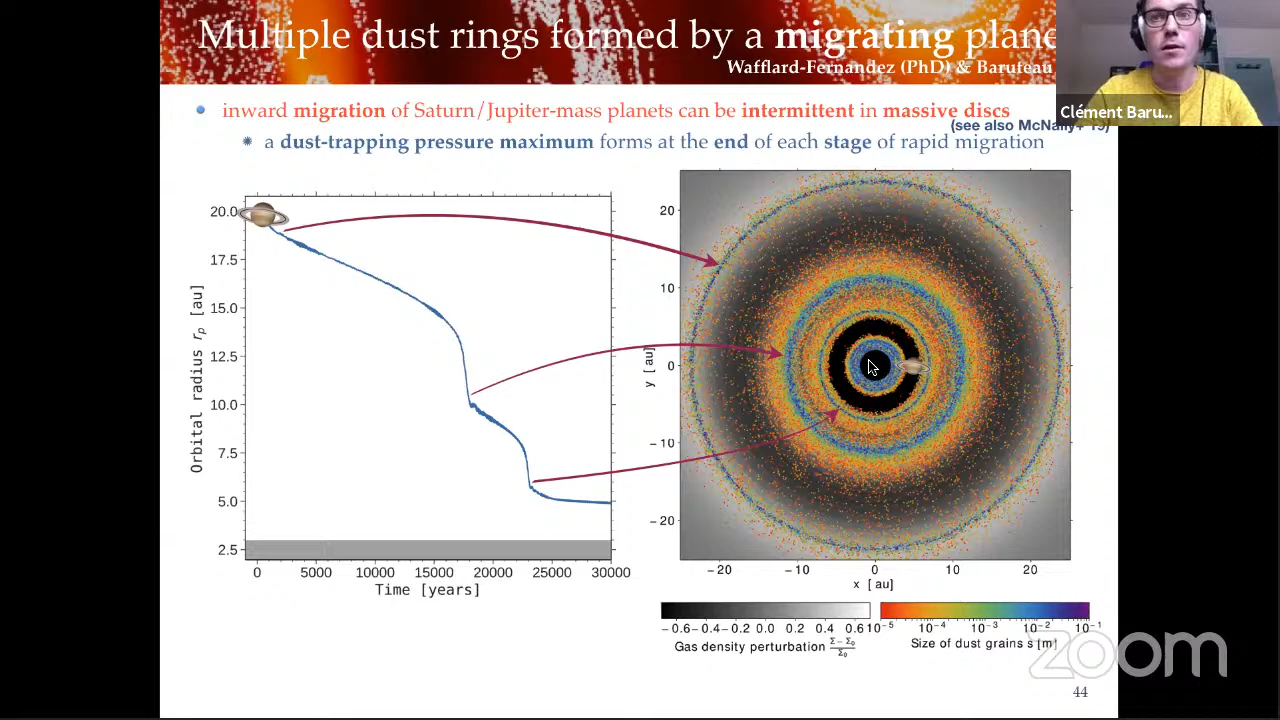 Multiple dust rings formed by a migrating plane
Wafflard-Fernandez (PhD) & Baruteau
Clément Baru...
inward migration of Saturn/Jupiter-mass planets can be intermittent in massive discs
(see also McNally+ 19)
a dust-trapping pressure maximum forms at the end of each stage of rapid migration
20.0
17.5
15.0
12.5
10.0
7.5
5.0
2.5
Orbital radius rp [au]
0 5000 10000 15000 20000 25000 30000
Time [years]
20
10
0
−10
−20
y [au]
−20 −10 0 10 20
x [au]
−0.6 −0.4 −0.2 0.0 0.2 0.4 0.6
Gas density perturbation Σ−Σ0/Σ0
10⁻⁵ 10⁻⁴ 10⁻³ 10⁻² 10⁻¹
Size of dust grains s [m]
zoom
44